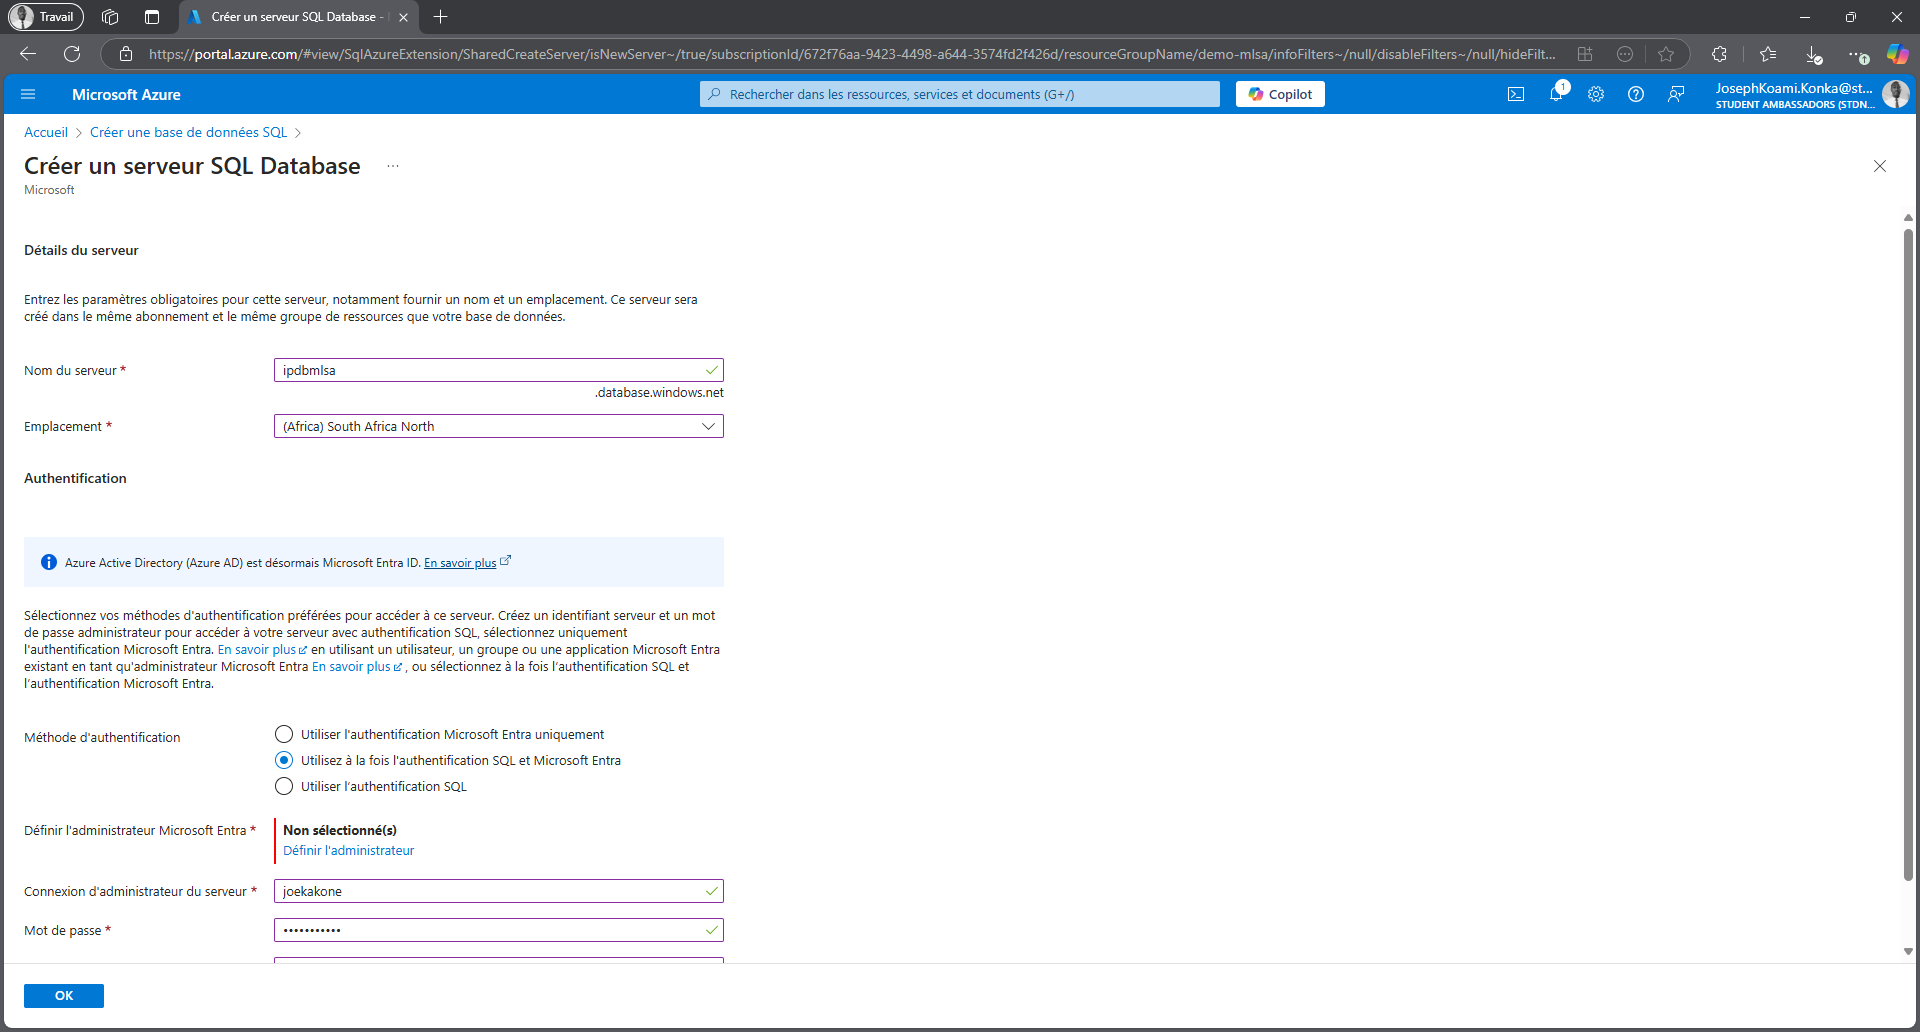 Travail
Créer un serveur SQL Database -
https://portal.azure.com/#view/SqlAzureExtension/SharedCreateServer/isNewServer~/true/subscriptionId/672f76aa-9423-4498-a644-3574fd2f426d/resourceGroupName/demo-mlsa/infoFilters~/null/disableFilters~/null/hideFilt...
Microsoft Azure
Rechercher dans les ressources, services et documents (G+/)
Copilot
1
JosephKoami.Konka@st...
STUDENT AMBASSADORS (STDN...
Accueil > Créer une base de données SQL >
Créer un serveur SQL Database ...
Microsoft
Détails du serveur
Entrez les paramètres obligatoires pour cette serveur, notamment fournir un nom et un emplacement. Ce serveur sera
créé dans le même abonnement et le même groupe de ressources que votre base de données.
Nom du serveur *
ipdbmlsa
.database.windows.net
Emplacement *
(Africa) South Africa North
Authentification
Azure Active Directory (Azure AD) est désormais Microsoft Entra ID. En savoir plus
Sélectionnez vos méthodes d'authentification préférées pour accéder à ce serveur. Créez un identifiant serveur et un mot
de passe administrateur pour accéder à votre serveur avec authentification SQL, sélectionnez uniquement
l'authentification Microsoft Entra. En savoir plus en utilisant un utilisateur, un groupe ou une application Microsoft Entra
existant en tant qu'administrateur Microsoft Entra En savoir plus , ou sélectionnez à la fois l'authentification SQL et
l'authentification Microsoft Entra.
Méthode d'authentification
Utiliser l'authentification Microsoft Entra uniquement
Utilisez à la fois l'authentification SQL et Microsoft Entra
Utiliser l'authentification SQL
Définir l'administrateur Microsoft Entra *
Non sélectionné(s)
Définir l'administrateur
Connexion d'administrateur du serveur *
joekakone
Mot de passe *
•••••••••••
OK